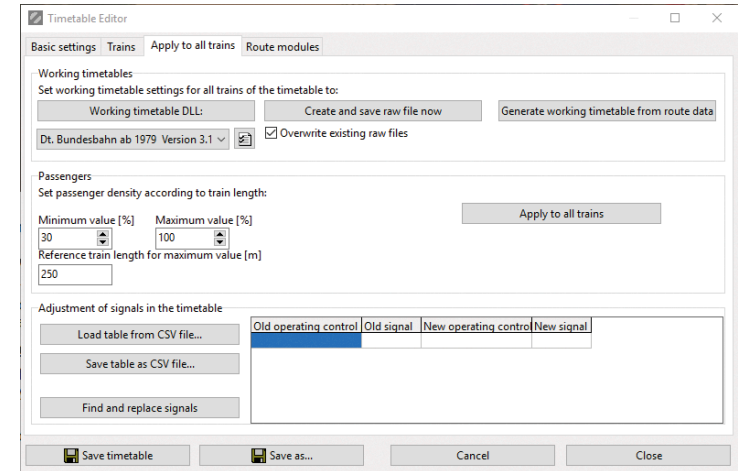 Timetable Editor
Basic settings Trains Apply to all trains Route modules
Working timetables
Set working timetable settings for all trains of the timetable to:
Working timetable DLL: Create and save raw file now Generate working timetable from route data
Dt. Bundesbahn ab 1979 Version 3.1 Overwrite existing raw files
Passengers
Set passenger density according to train length:
Apply to all trains
Minimum value [%] Maximum value [%]
30 100
Reference train length for maximum value [m]
250
Adjustment of signals in the timetable
Old operating control Old signal New operating control New signal
Load table from CSV file...
Save table as CSV file...
Find and replace signals
Save timetable Save as... Cancel Close